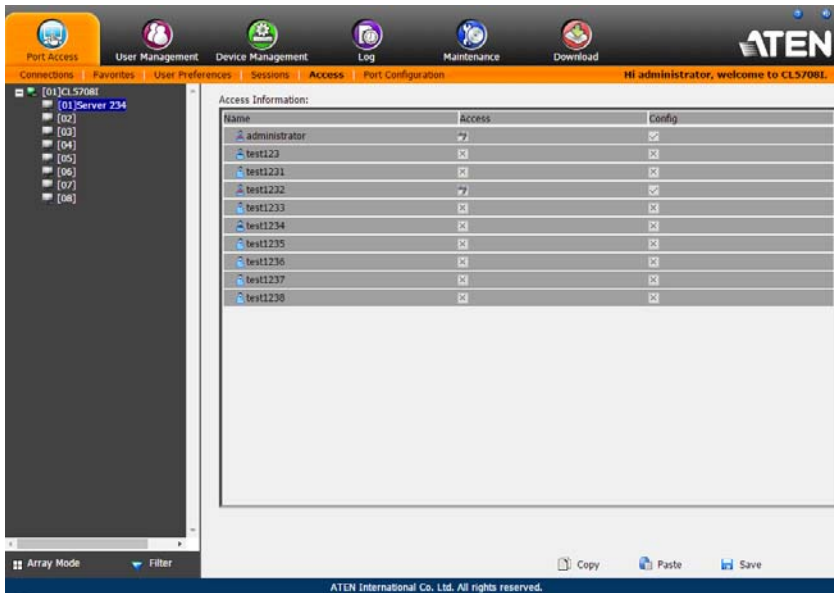 ATEN
Port Access User Management Device Management Log Maintenance Download
Connections Favorites User Preferences Sessions Access Port Configuration Hi administrator, welcome to CL5708I.
[01]CL5708I
[01]Server 234
[02]
[03]
[04]
[05]
[06]
[07]
[08]
Access Information:
Name Access Config
administrator
test123
test1231
test1232
test1233
test1234
test1235
test1236
test1237
test1238
Array Mode Filter Copy Paste Save
ATEN International Co. Ltd. All rights reserved.